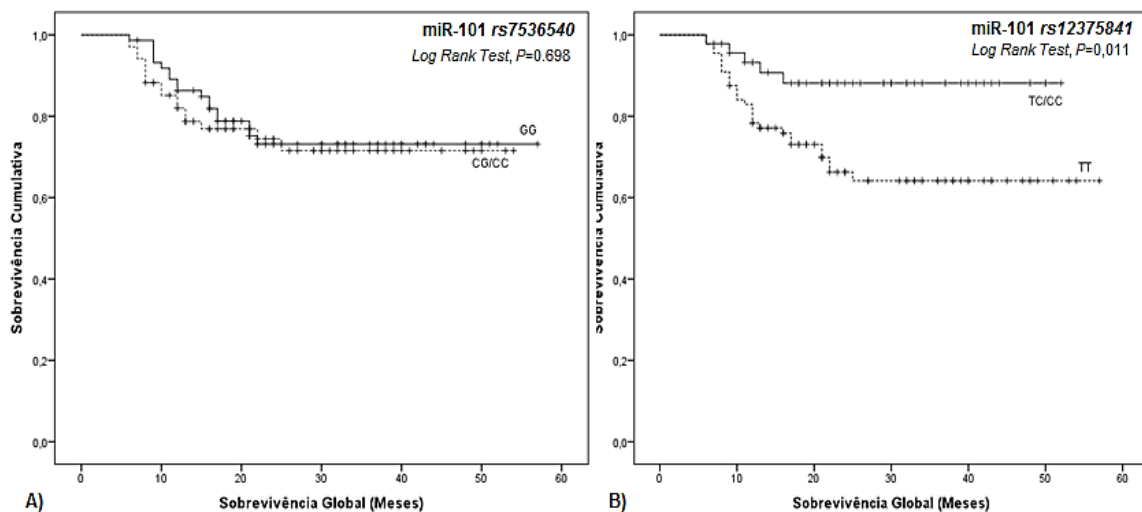 miR-101 rs7536540
Log Rank Test, P=0.698
Sobrevivência Cumulativa
1,0
0,8
0,6
0,4
0,2
0,0
GG
CG/CC
0
10
20
30
40
50
60
Sobrevivência Global (Meses)
A)
miR-101 rs12375841
Log Rank Test, P=0,011
Sobrevivência Cumulativa
1,0
0,8
0,6
0,4
0,2
0,0
TC/CC
TT
0
10
20
30
40
50
60
Sobrevivência Global (Meses)
B)